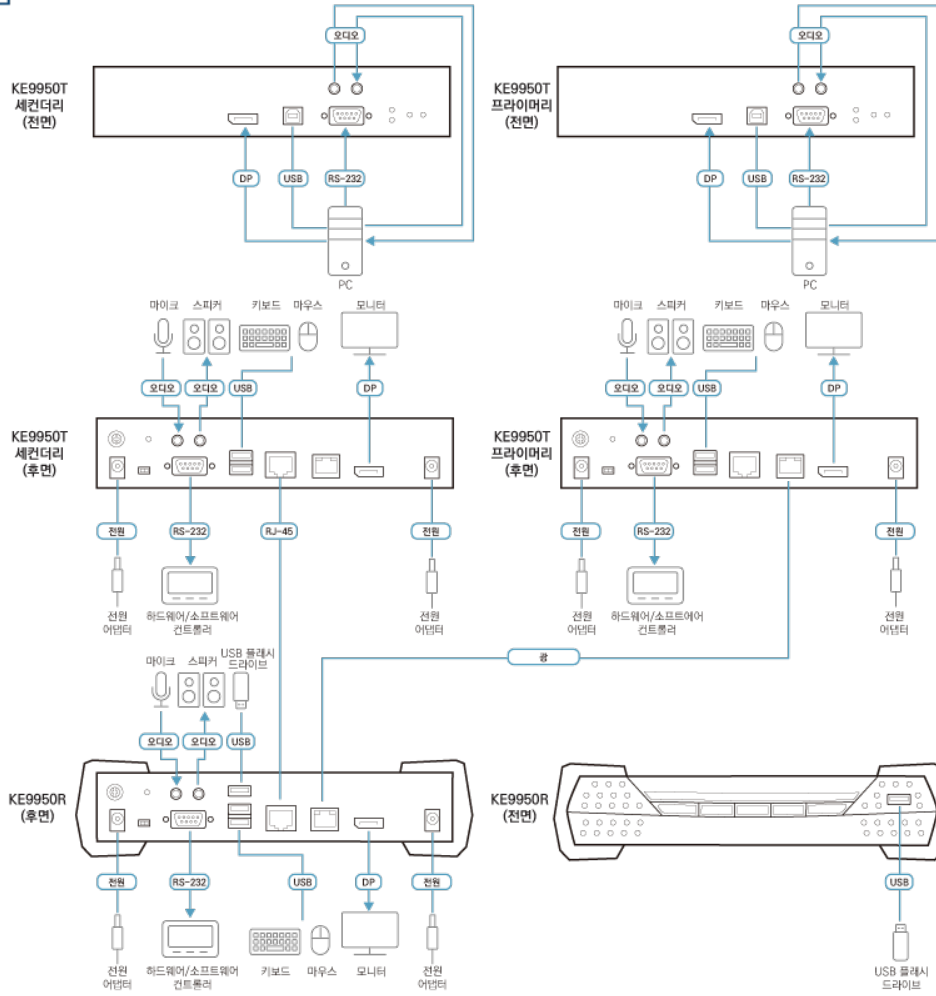 오디오
오디오
KE9950T
세컨더리
(전면)
KE9950T
프라이머리
(전면)
DP
USB
RS-232
DP
USB
RS-232
PC
PC
마이크
스피커
키보드
마우스
모니터
마이크
스피커
키보드
마우스
모니터
오디오
오디오
USB
DP
오디오
오디오
USB
DP
KE9950T
세컨더리
(후면)
KE9950T
프라이머리
(후면)
전원
RS-232
RJ-45
전원
전원
RS-232
전원
전원
어댑터
하드웨어/소프트웨어
컨트롤러
전원
어댑터
전원
어댑터
하드웨어/소프트에어
컨트롤러
전원
어댑터
광
마이크
스피커
USB 플래시
드라이브
오디오
오디오
USB
KE9950R
(후면)
KE9950R
(전면)
전원
RS-232
USB
DP
전원
USB
전원
어댑터
하드웨어/소프트웨어
컨트롤러
키보드
마우스
모니터
전원
어댑터
USB 플래시
드라이브